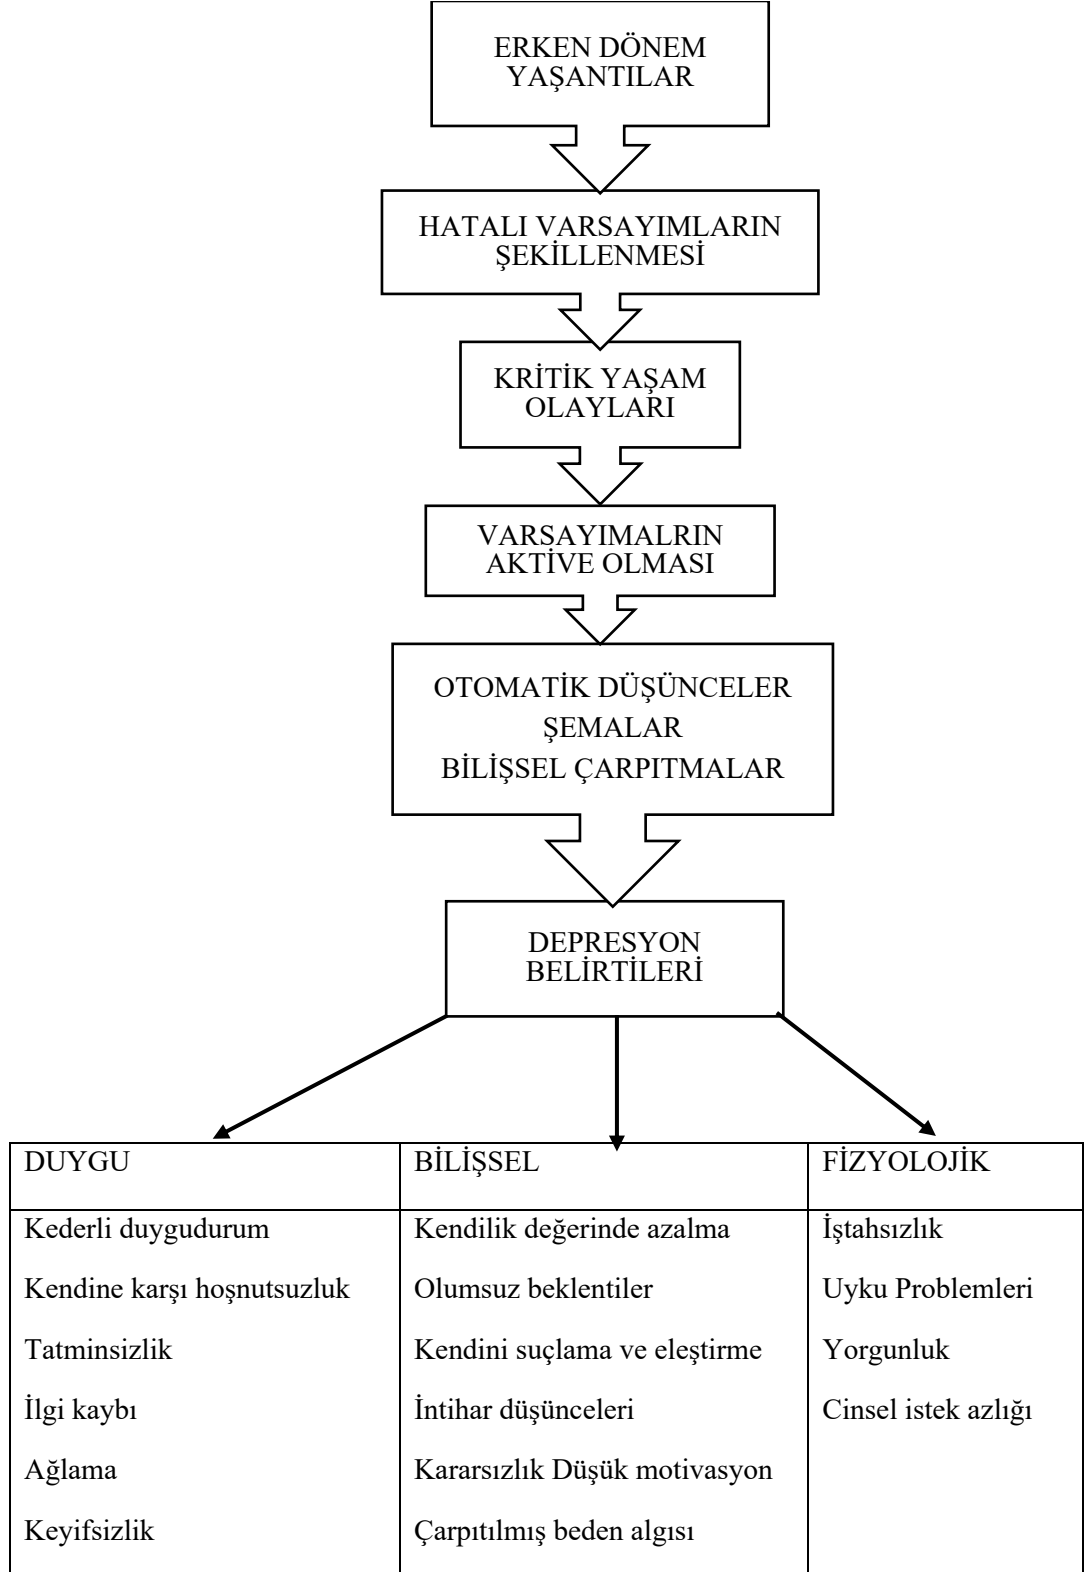 ERKEN DÖNEM
YAŞANTILAR
HATALI VARSAYIMLARIN
ŞEKİLLENMESİ
KRİTİK YAŞAM
OLAYLARI
VARSAYIMALRIN
AKTİVE OLMASI
OTOMATİK DÜŞÜNCELER
ŞEMALAR
BİLİŞSEL ÇARPITMALAR
DEPRESYON
BELİRTİLERİ
DUYGU
Kederli duygudurum
Kendine karşı hoşnutsuzluk
Tatminsizlik
İlgi kaybı
Ağlama
Keyifsizlik
BİLİŞSEL
Kendilik değerinde azalma
Olumsuz beklentiler
Kendini suçlama ve eleştirme
İntihar düşünceleri
Kararsızlık Düşük motivasyon
Çarpıtılmış beden algısı
FİZYOLOJİK
İştahsızlık
Uyku Problemleri
Yorgunluk
Cinsel istek azlığı